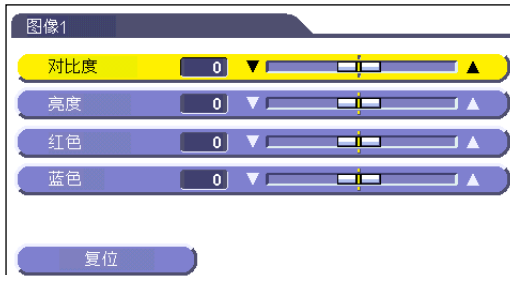 图像1
对比度 0 ▼ ▲
亮度 0 ▼ ▲
红色 0 ▼ ▲
蓝色 0 ▼ ▲
复位